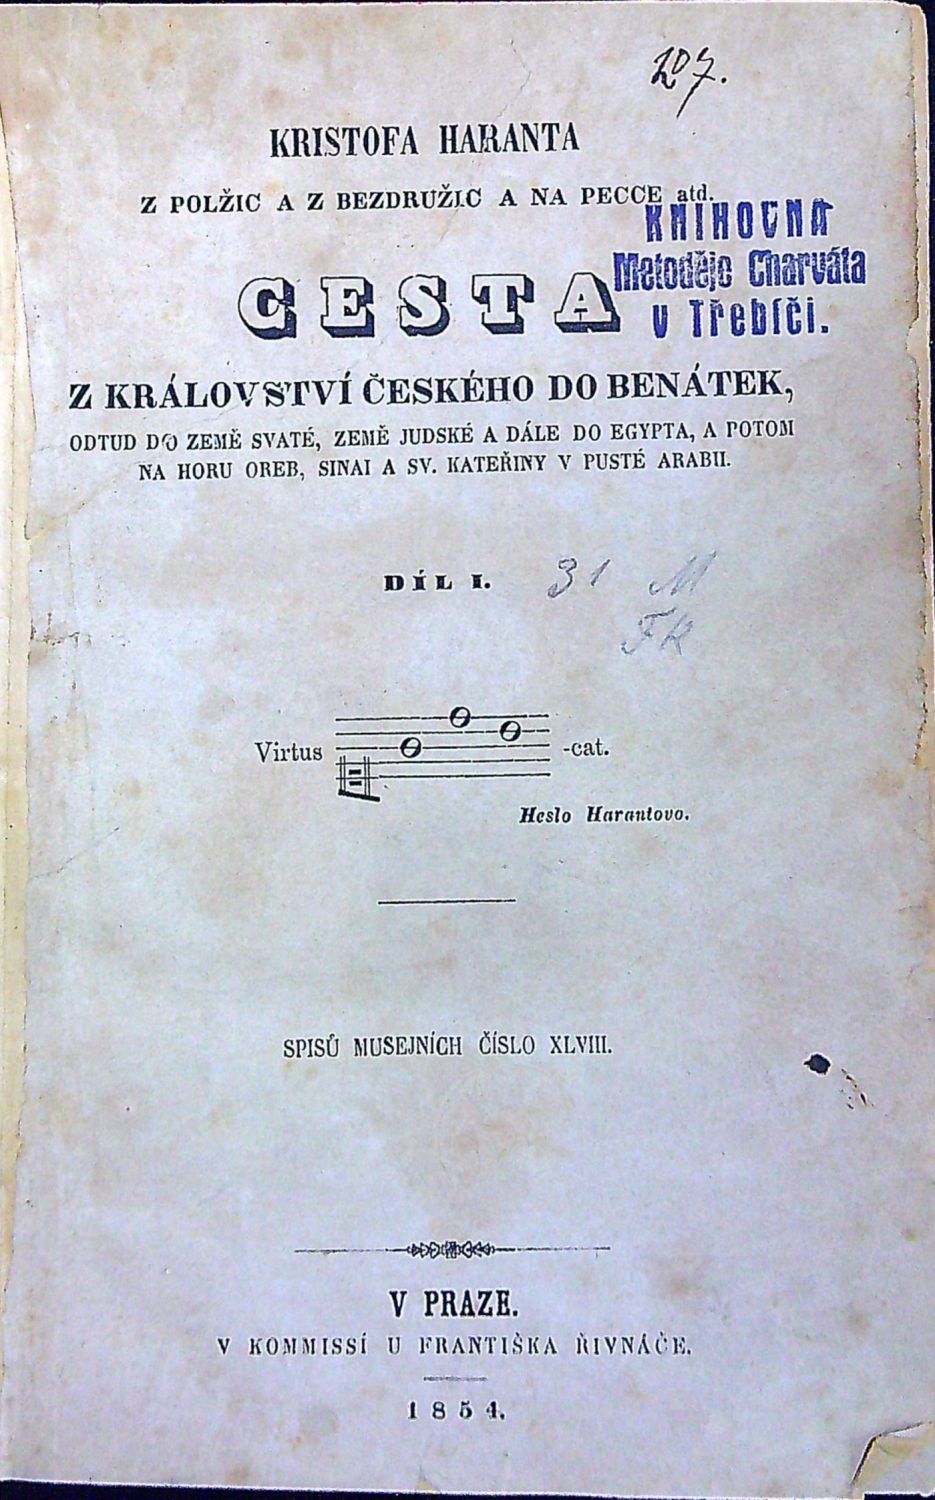 207.
KRISTOFA HARANTA
Z POLŽIC A Z BEZDRUŽIC A NA PECCE atd.
KNIHOVNA
Metoděje Charváta
v Třebíči.
CESTA
Z KRÁLOVSTVÍ ČESKÉHO DO BENÁTEK,
ODTUD DO ZEMĚ SVATÉ, ZEMĚ JUDSKÉ A DÁLE DO EGYPTA, A POTOM
NA HORU OREB, SINAI A SV. KATEŘINY V PUSTÉ ARABII.
DÍL I.
31 M
FR
Virtus -cat.
Heslo Harantovo.
SPISŮ MUSEJNÍCH ČÍSLO XLVIII.
V PRAZE.
V KOMMISSÍ U FRANTIŠKA ŘIVNÁČE.
1854.